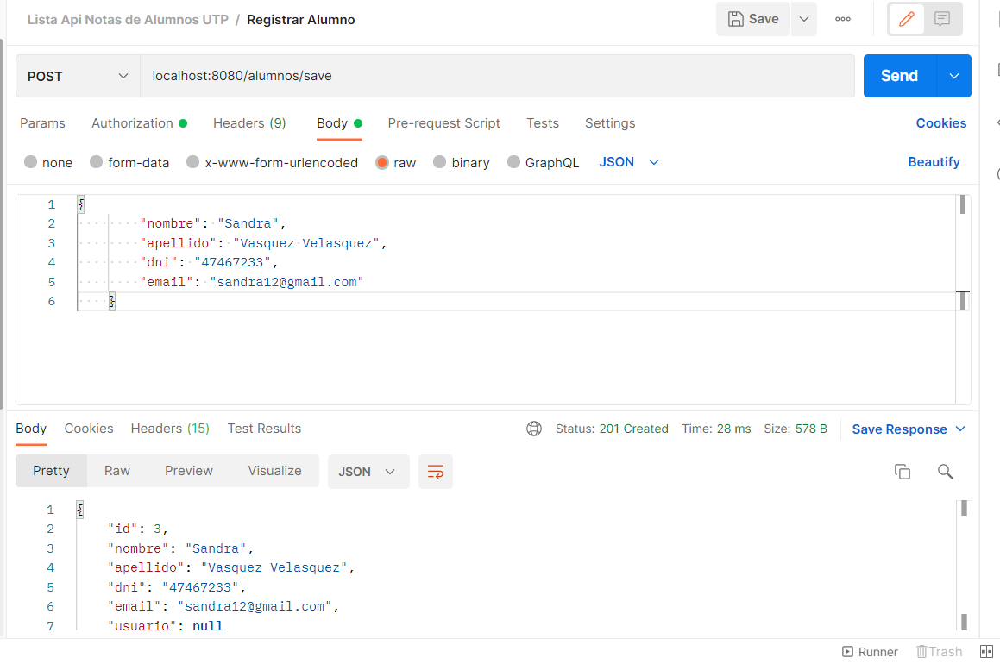 Lista Api Notas de Alumnos UTP / Registrar Alumno
Save
POST
localhost:8080/alumnos/save
Send
Params Authorization Headers (9) Body Pre-request Script Tests Settings Cookies
none form-data x-www-form-urlencoded raw binary GraphQL JSON Beautify
1 {
2 "nombre": "Sandra",
3 "apellido": "Vasquez Velasquez",
4 "dni": "47467233",
5 "email": "sandra12@gmail.com"
6 }
Body Cookies Headers (15) Test Results Status: 201 Created Time: 28 ms Size: 578 B Save Response
Pretty Raw Preview Visualize JSON
1 {
2 "id": 3,
3 "nombre": "Sandra",
4 "apellido": "Vasquez Velasquez",
5 "dni": "47467233",
6 "email": "sandra12@gmail.com",
7 "usuario": null
Runner Trash